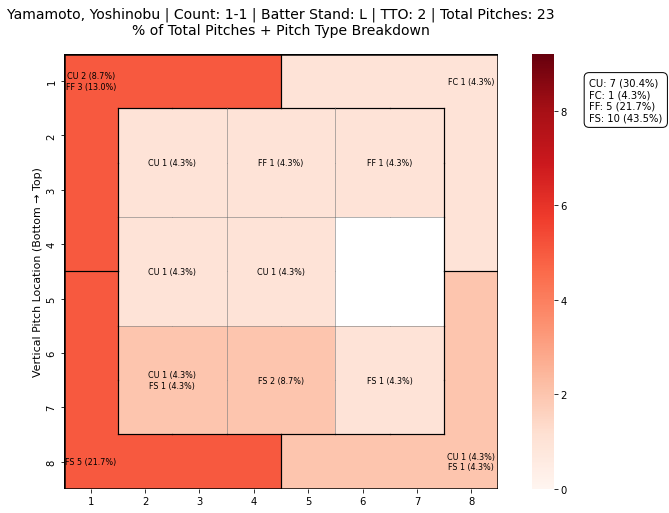 Yamamoto, Yoshinobu | Count: 1-1 | Batter Stand: L | TTO: 2 | Total Pitches: 23
% of Total Pitches + Pitch Type Breakdown
CU 2 (8.7%)
FF 3 (13.0%)
FC 1 (4.3%)
CU 1 (4.3%)
FF 1 (4.3%)
FF 1 (4.3%)
CU 1 (4.3%)
CU 1 (4.3%)
CU 1 (4.3%)
FS 1 (4.3%)
FS 2 (8.7%)
FS 1 (4.3%)
FS 5 (21.7%)
CU 1 (4.3%)
FS 1 (4.3%)
Vertical Pitch Location (Bottom → Top)
1
2
3
4
5
6
7
8
1
2
3
4
5
6
7
8
8
6
4
2
0
CU: 7 (30.4%)
FC: 1 (4.3%)
FF: 5 (21.7%)
FS: 10 (43.5%)